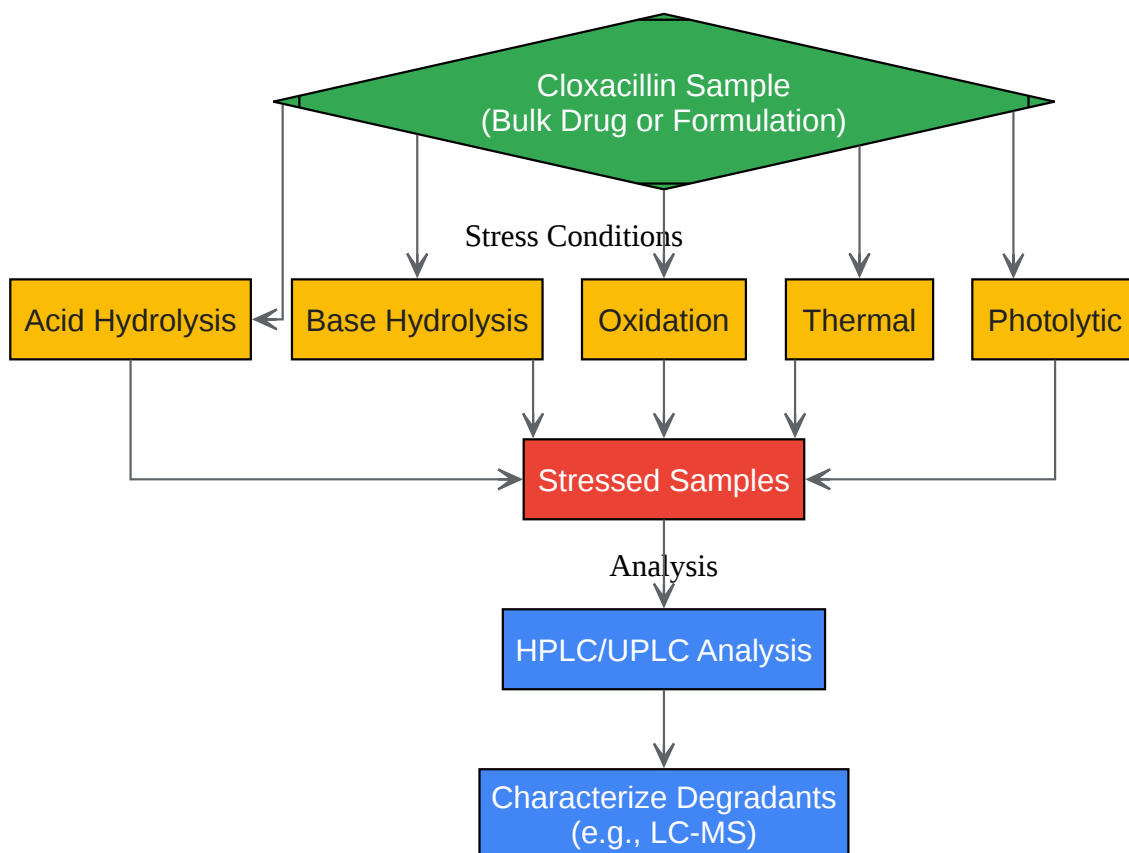 Cloxacillin Sample
(Bulk Drug or Formulation)
Stress Conditions
Acid Hydrolysis
Base Hydrolysis
Oxidation
Thermal
Photolytic
Stressed Samples
Analysis
HPLC/UPLC Analysis
Characterize Degradants
(e.g., LC-MS)